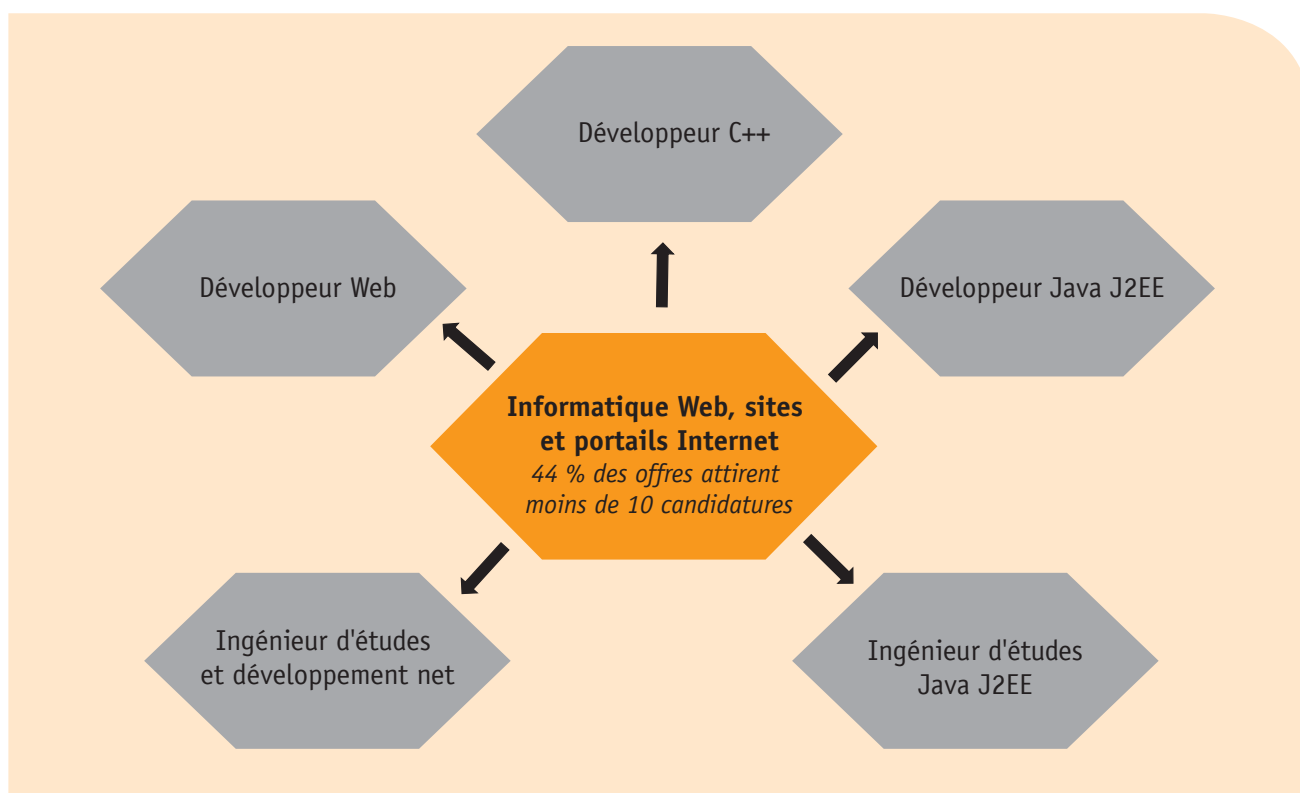 Développeur C++
Développeur Web
Développeur Java J2EE
Informatique Web, sites
et portails Internet
44 % des offres attirent
moins de 10 candidatures
Ingénieur d'études
et développement net
Ingénieur d'études
Java J2EE